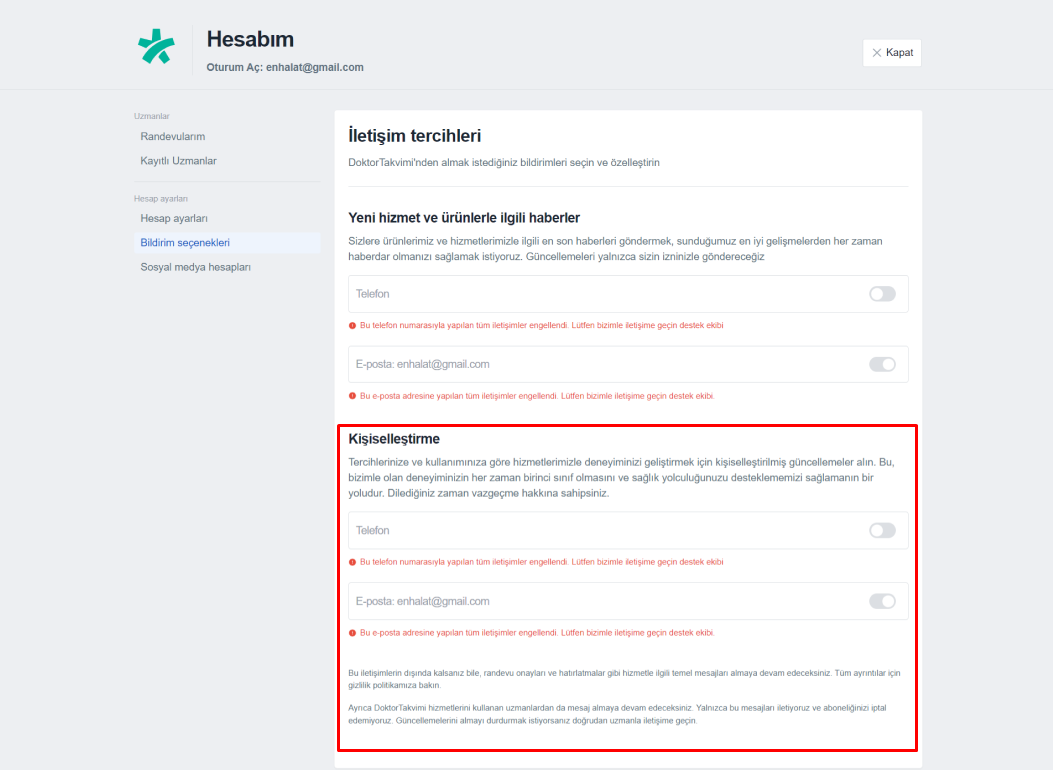 Hesabım
Oturum Aç: enhalat@gmail.com
Kapat
Uzmanlar
Randevularım
Kayıtlı Uzmanlar
Hesap ayarları
Hesap ayarları
Bildirim seçenekleri
Sosyal medya hesapları
İletişim tercihleri
DoktorTakvimi'nden almak istediğiniz bildirimleri seçin ve özelleştirin
Yeni hizmet ve ürünlerle ilgili haberler
Sizlere ürünlerimiz ve hizmetlerimizle ilgili en son haberleri göndermek, sunduğumuz en iyi gelişmelerden her zaman
haberdar olmanızı sağlamak istiyoruz. Güncellemeleri yalnızca sizin izninizle göndereceğiz
Telefon
Bu telefon numarasıyla yapılan tüm iletişimler engellendi. Lütfen bizimle iletişime geçin destek ekibi
E-posta: enhalat@gmail.com
Bu e-posta adresine yapılan tüm iletişimler engellendi. Lütfen bizimle iletişime geçin destek ekibi.
Kişiselleştirme
Tercihlerinize ve kullanımınıza göre hizmetlerimizle deneyiminizi geliştirmek için kişiselleştirilmiş güncellemeler alın. Bu,
bizimle olan deneyiminizin her zaman birinci sınıf olmasını ve sağlık yolculuğunuzu desteklememizi sağlamanın bir
yoludur. Dilediğiniz zaman vazgeçme hakkına sahipsiniz.
Telefon
Bu telefon numarasıyla yapılan tüm iletişimler engellendi. Lütfen bizimle iletişime geçin destek ekibi
E-posta: enhalat@gmail.com
Bu e-posta adresine yapılan tüm iletişimler engellendi. Lütfen bizimle iletişime geçin destek ekibi.
Bu iletişimlerin dışında kalsanız bile, randevu onayları ve hatırlatmalar gibi hizmetle ilgili temel mesajları almaya devam edeceksiniz. Tüm ayrıntılar için
gizlilik politikamıza bakın.
Ayrıca DoktorTakvimi hizmetlerini kullanan uzmanlardan da mesaj almaya devam edeceksiniz. Yalnızca bu mesajları iletiyoruz ve aboneliğinizi iptal
edemiyoruz. Güncellemelerini almayı durdurmak istiyorsanız doğrudan uzmanla iletişime geçin.